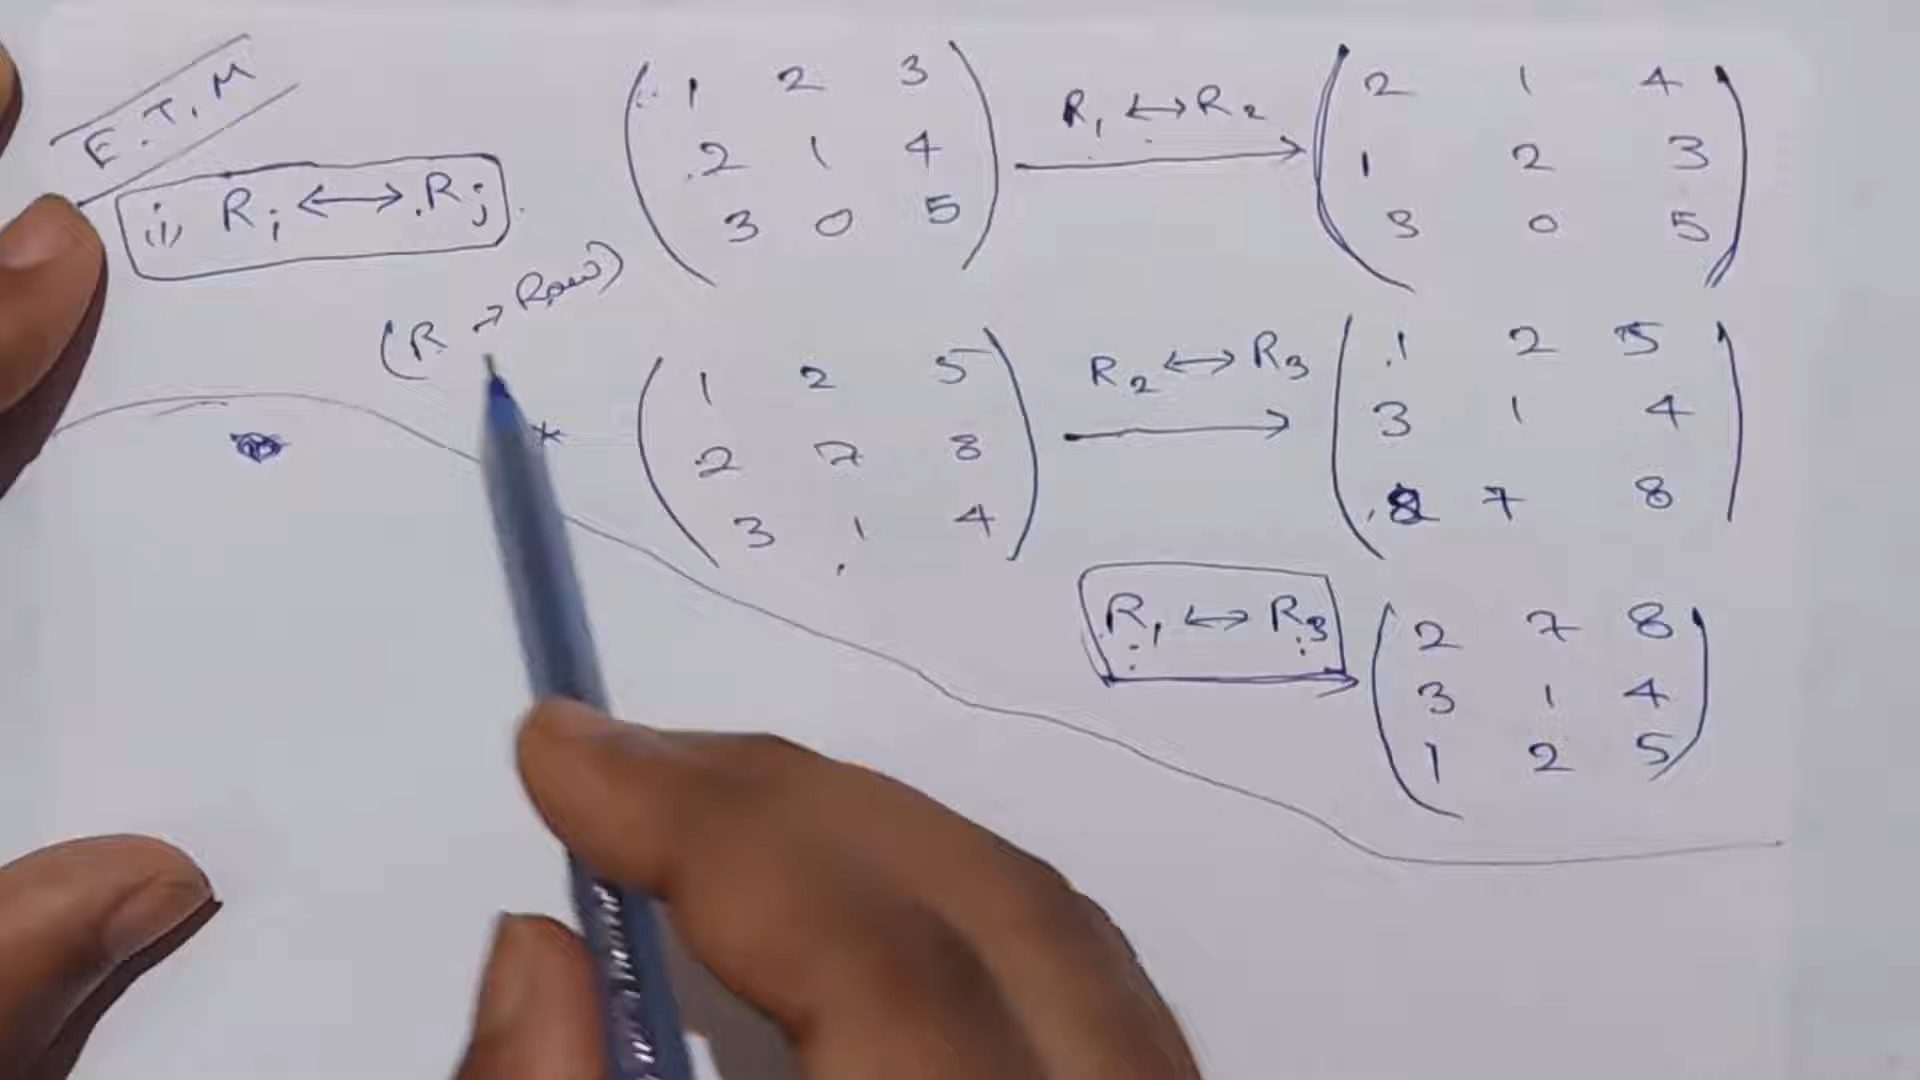 E.T.M
(i) Ri ↔ Rj
(R → Row)
1 2 3
2 1 4
3 0 5
R1 ↔ R2
2 1 4
1 2 3
3 0 5
*
1 2 5
2 7 8
3 1 4
R2 ↔ R3
1 2 5
3 1 4
2 7 8
R1 ↔ R3
2 7 8
3 1 4
1 2 5